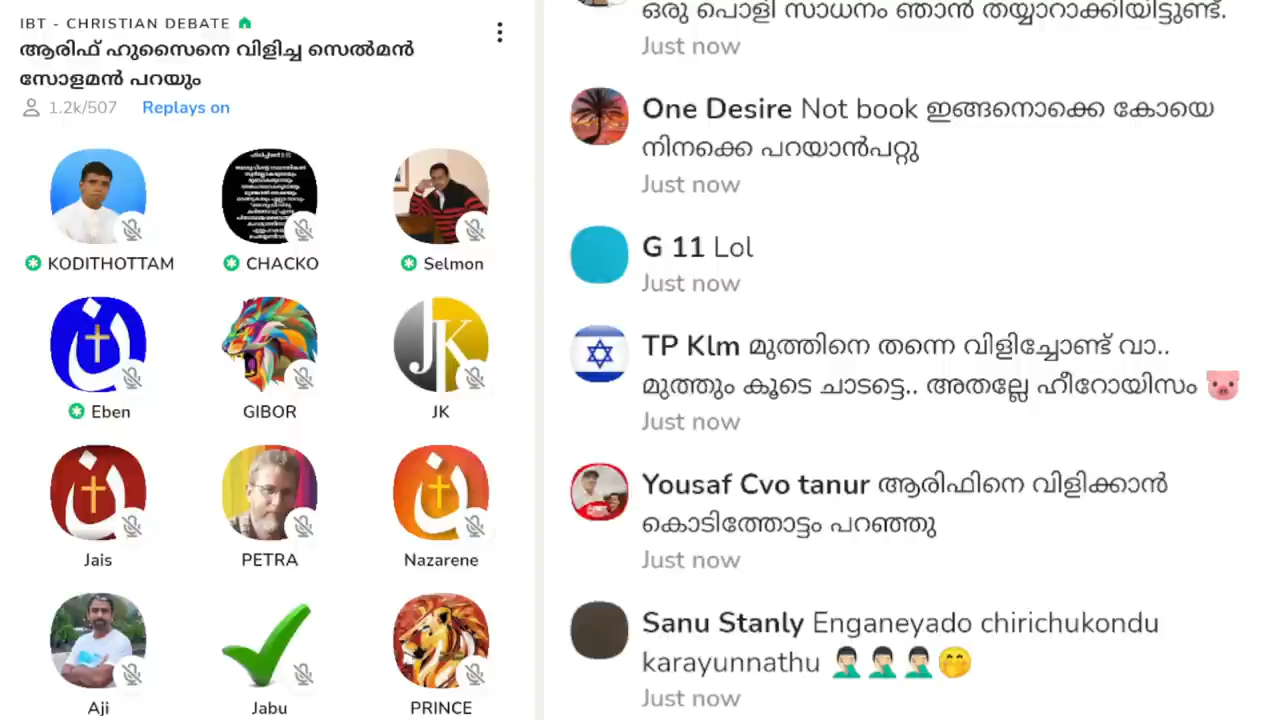 IBT - CHRISTIAN DEBATE
ആരിഫ് ഹുസൈനെ വിളിച്ച സെൽമൻ
സോളമൻ പറയും
1.2k/507 Replays on
KODITHOTTAM
CHACKO
Selmon
Eben
GIBOR
JK
JK
Jais
PETRA
Nazarene
Aji
Jabu
PRINCE
ഒരു പൊളി സാധനം ഞാൻ തയ്യാറാക്കിയിട്ടുണ്ട്.
Just now
One Desire Not book ഇങ്ങനൊക്കെ കോയെ
നിനക്കെ പറയാൻപറ്റു
Just now
G 11 Lol
Just now
TP Klm മുത്തിനെ തന്നെ വിളിച്ചോണ്ട് വാ..
മുത്തും കൂടെ ചാടട്ടെ.. അതല്ലേ ഹീറോയിസം 🐷
Just now
Yousaf Cvo tanur ആരിഫിനെ വിളിക്കാൻ
കൊടിത്തോട്ടം പറഞ്ഞു
Just now
Sanu Stanly Enganeyado chirichukondu
karayunnathu 🤦🏻‍♂️🤦🏻‍♂️🤦🏻‍♂️🤭
Just now